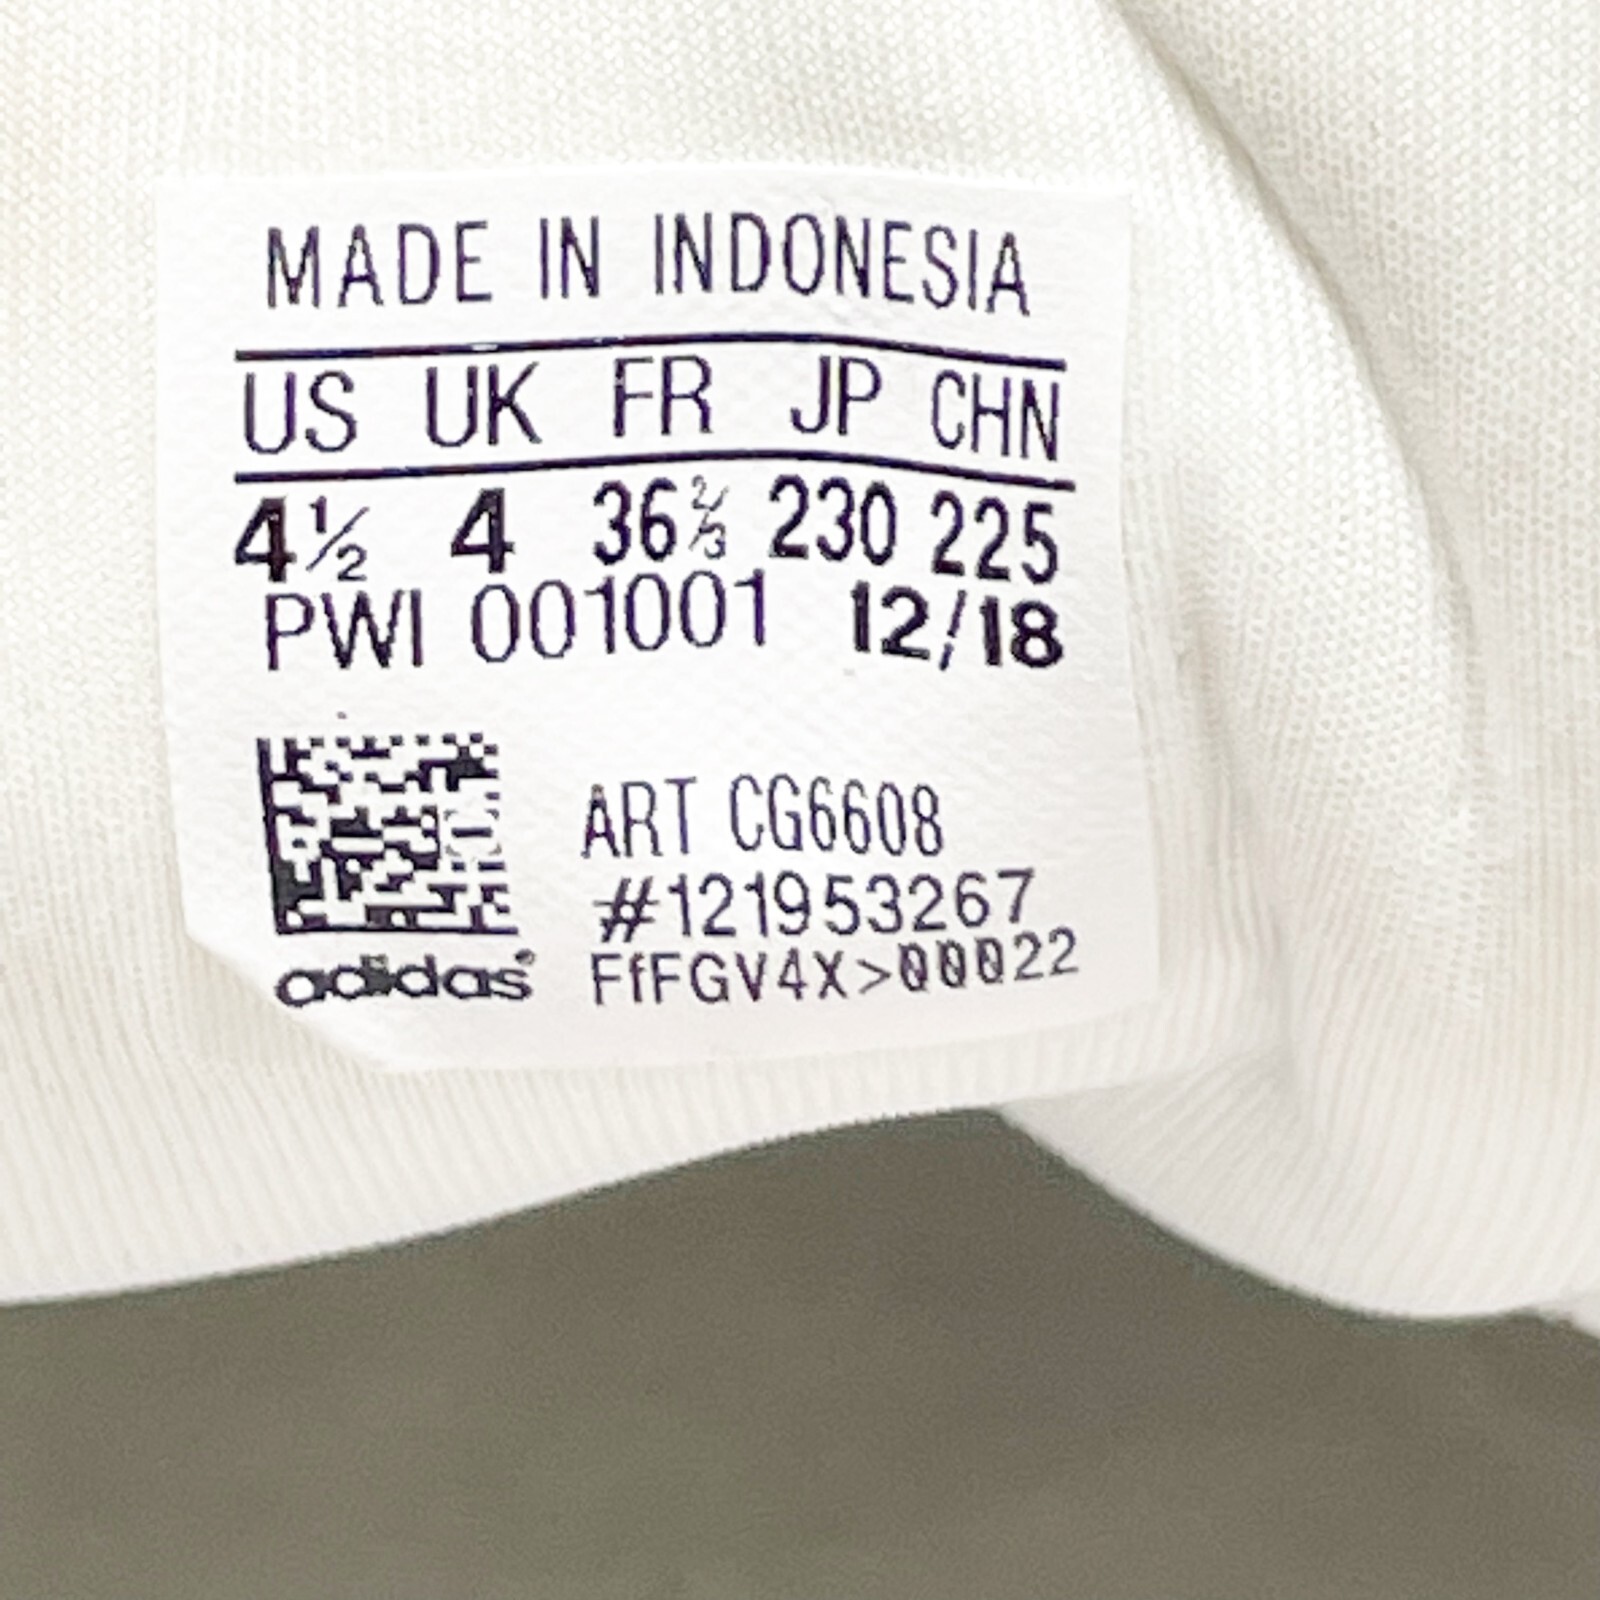 MADE IN INDONESIA
US UK FR JP CHN
4½ 4 36⅔ 230 225
PWI 001001 12/18
ART CG6608
#121953267
adidas® FfFGV4X>00022